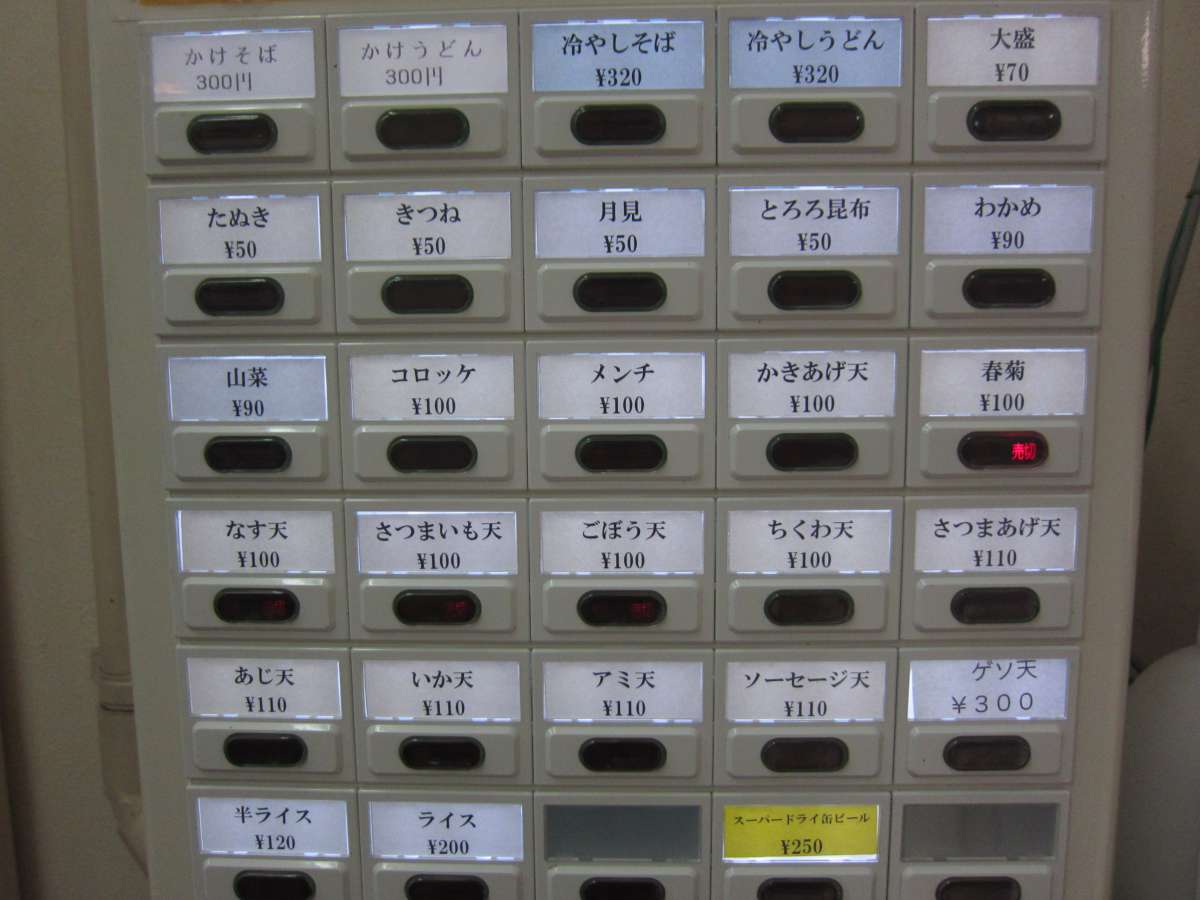 かけそば
300円
かけうどん
300円
冷やしそば
¥320
冷やしうどん
¥320
大盛
¥70
たぬき
¥50
きつね
¥50
月見
¥50
とろろ昆布
¥50
わかめ
¥90
山菜
¥90
コロッケ
¥100
メンチ
¥100
かきあげ天
¥100
春菊
¥100
売切
なす天
¥100
売切
さつまいも天
¥100
売切
ごぼう天
¥100
売切
ちくわ天
¥100
さつまあげ天
¥110
あじ天
¥110
いか天
¥110
アミ天
¥110
ソーセージ天
¥110
ゲソ天
¥300
半ライス
¥120
ライス
¥200
スーパードライ缶ビール
¥250